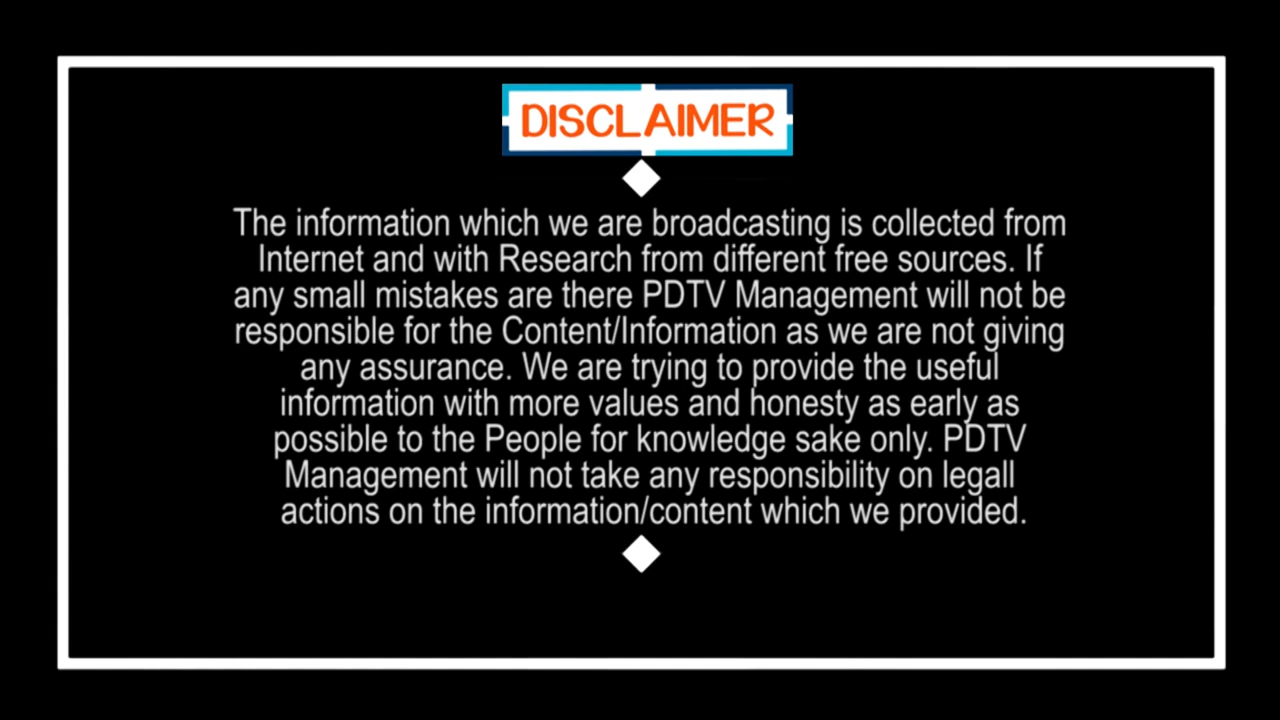 DISCLAIMER
The information which we are broadcasting is collected from
Internet and with Research from different free sources. If
any small mistakes are there PDTV Management will not be
responsible for the Content/Information as we are not giving
any assurance. We are trying to provide the useful
information with more values and honesty as early as
possible to the People for knowledge sake only. PDTV
Management will not take any responsibility on legall
actions on the information/content which we provided.